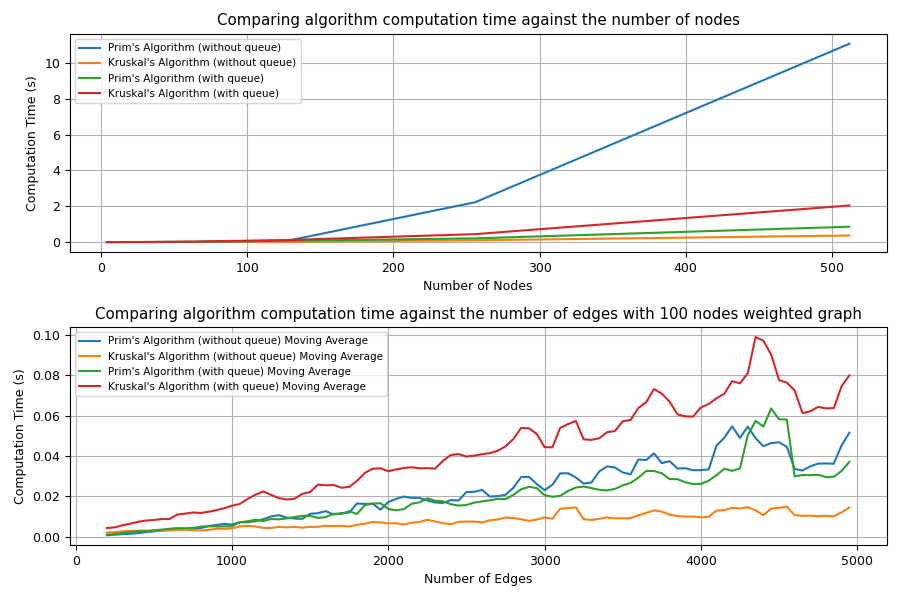 Comparing algorithm computation time against the number of nodes
Prim's Algorithm (without queue)
Kruskal's Algorithm (without queue)
Prim's Algorithm (with queue)
Kruskal's Algorithm (with queue)
Computation Time (s)
10
8
6
4
2
0
0 100 200 300 400 500
Number of Nodes
Comparing algorithm computation time against the number of edges with 100 nodes weighted graph
Prim's Algorithm (without queue) Moving Average
Kruskal's Algorithm (without queue) Moving Average
Prim's Algorithm (with queue) Moving Average
Kruskal's Algorithm (with queue) Moving Average
Computation Time (s)
0.10
0.08
0.06
0.04
0.02
0.00
0 1000 2000 3000 4000 5000
Number of Edges